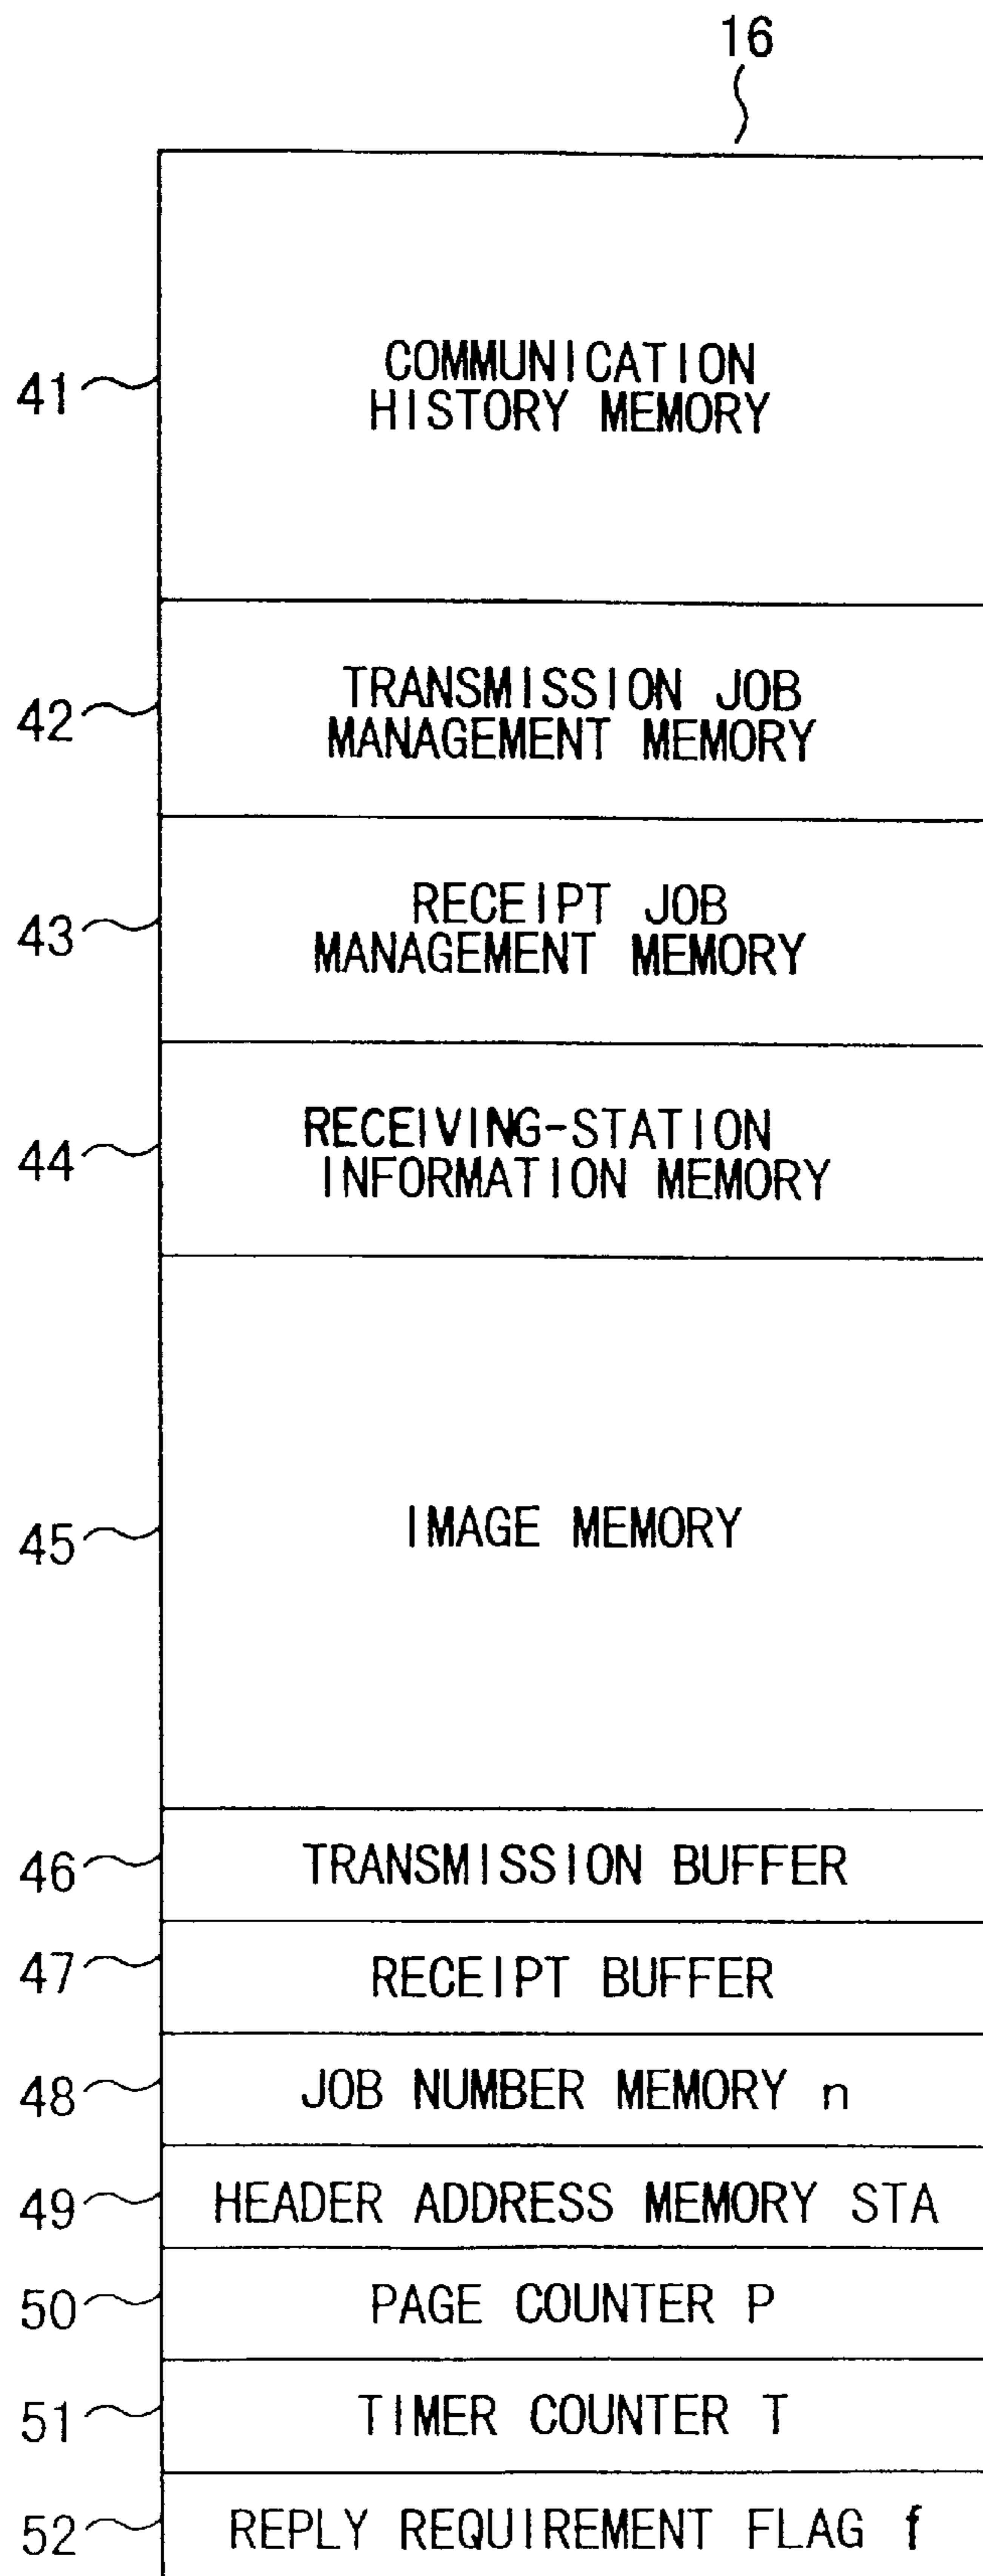 16
41
COMMUNICATION
HISTORY MEMORY
42
TRANSMISSION JOB
MANAGEMENT MEMORY
43
RECEIPT JOB
MANAGEMENT MEMORY
44
RECEIVING-STATION
INFORMATION MEMORY
45
IMAGE MEMORY
46
TRANSMISSION BUFFER
47
RECEIPT BUFFER
48
JOB NUMBER MEMORY n
49
HEADER ADDRESS MEMORY STA
50
PAGE COUNTER P
51
TIMER COUNTER T
52
REPLY REQUIREMENT FLAG f